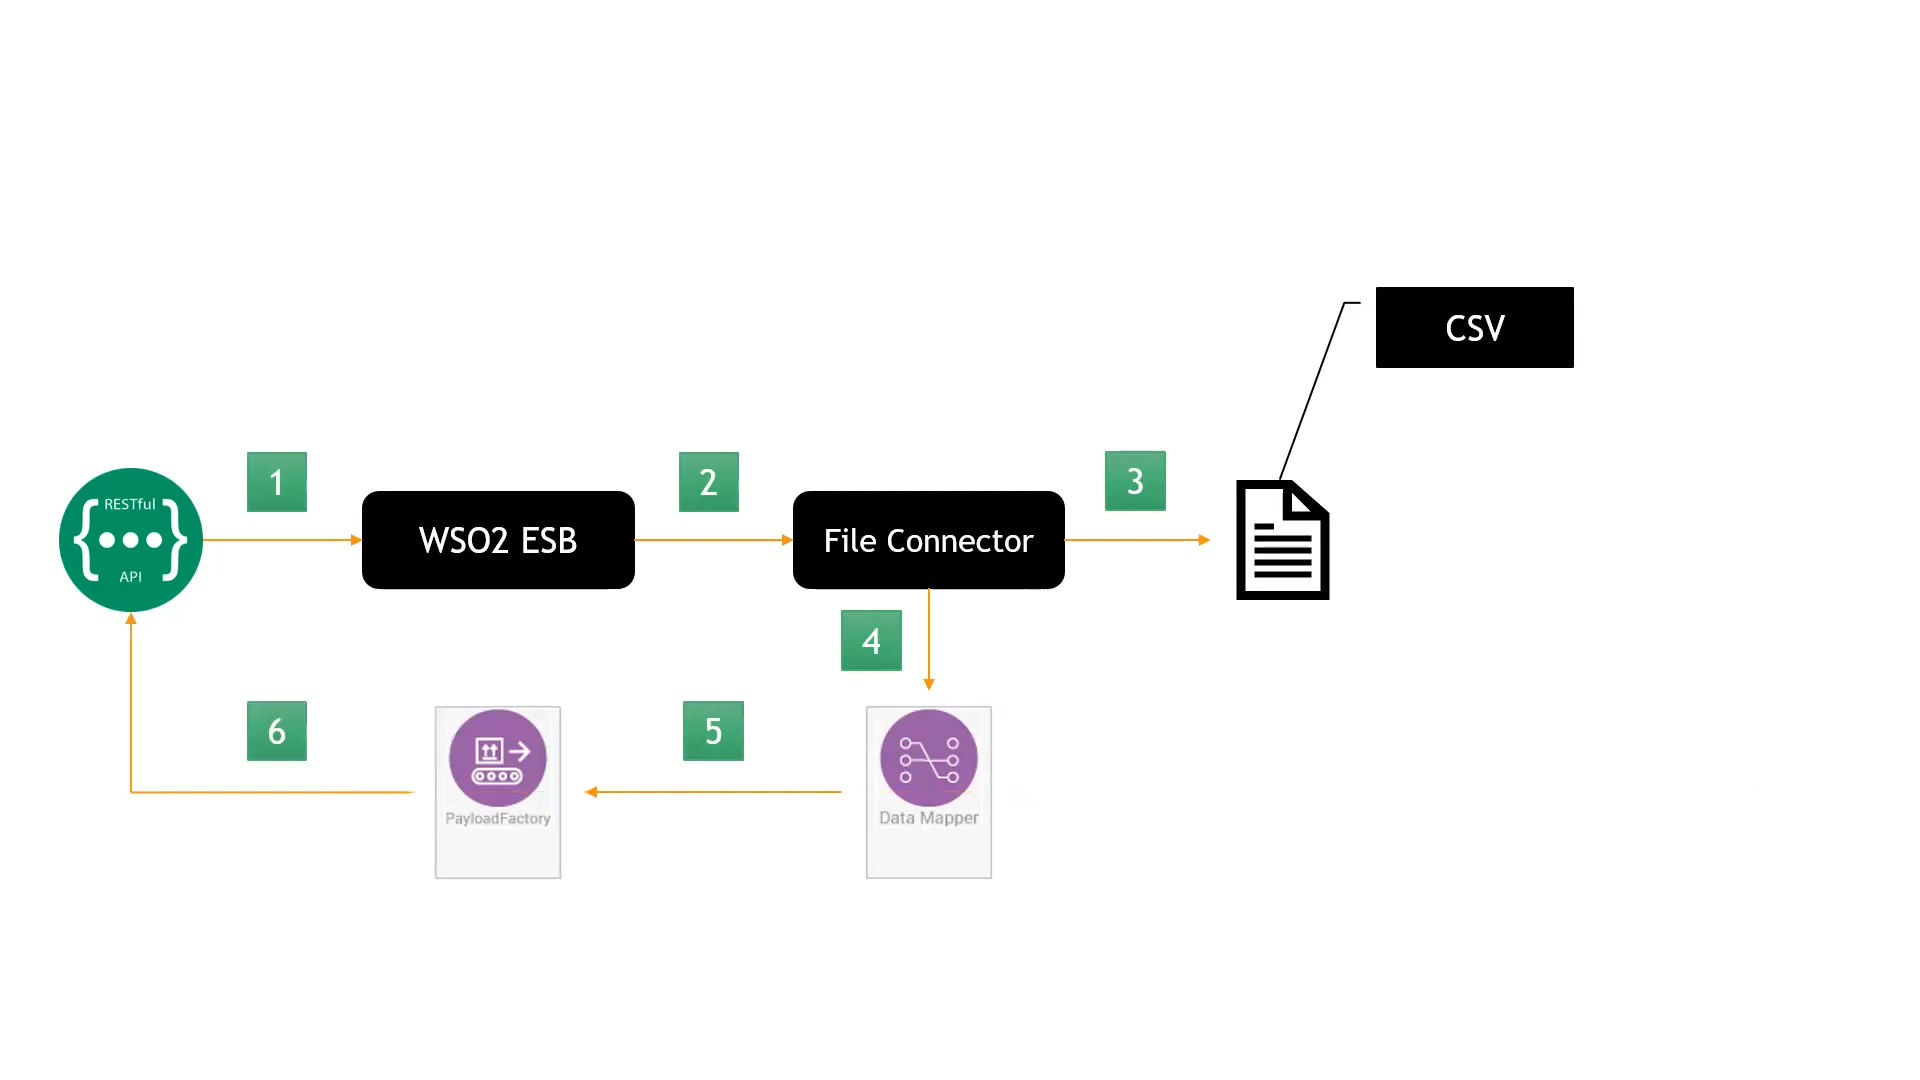 CSV
1
2
3
RESTful
API
WSO2 ESB
File Connector
4
6
5
PayloadFactory
Data Mapper